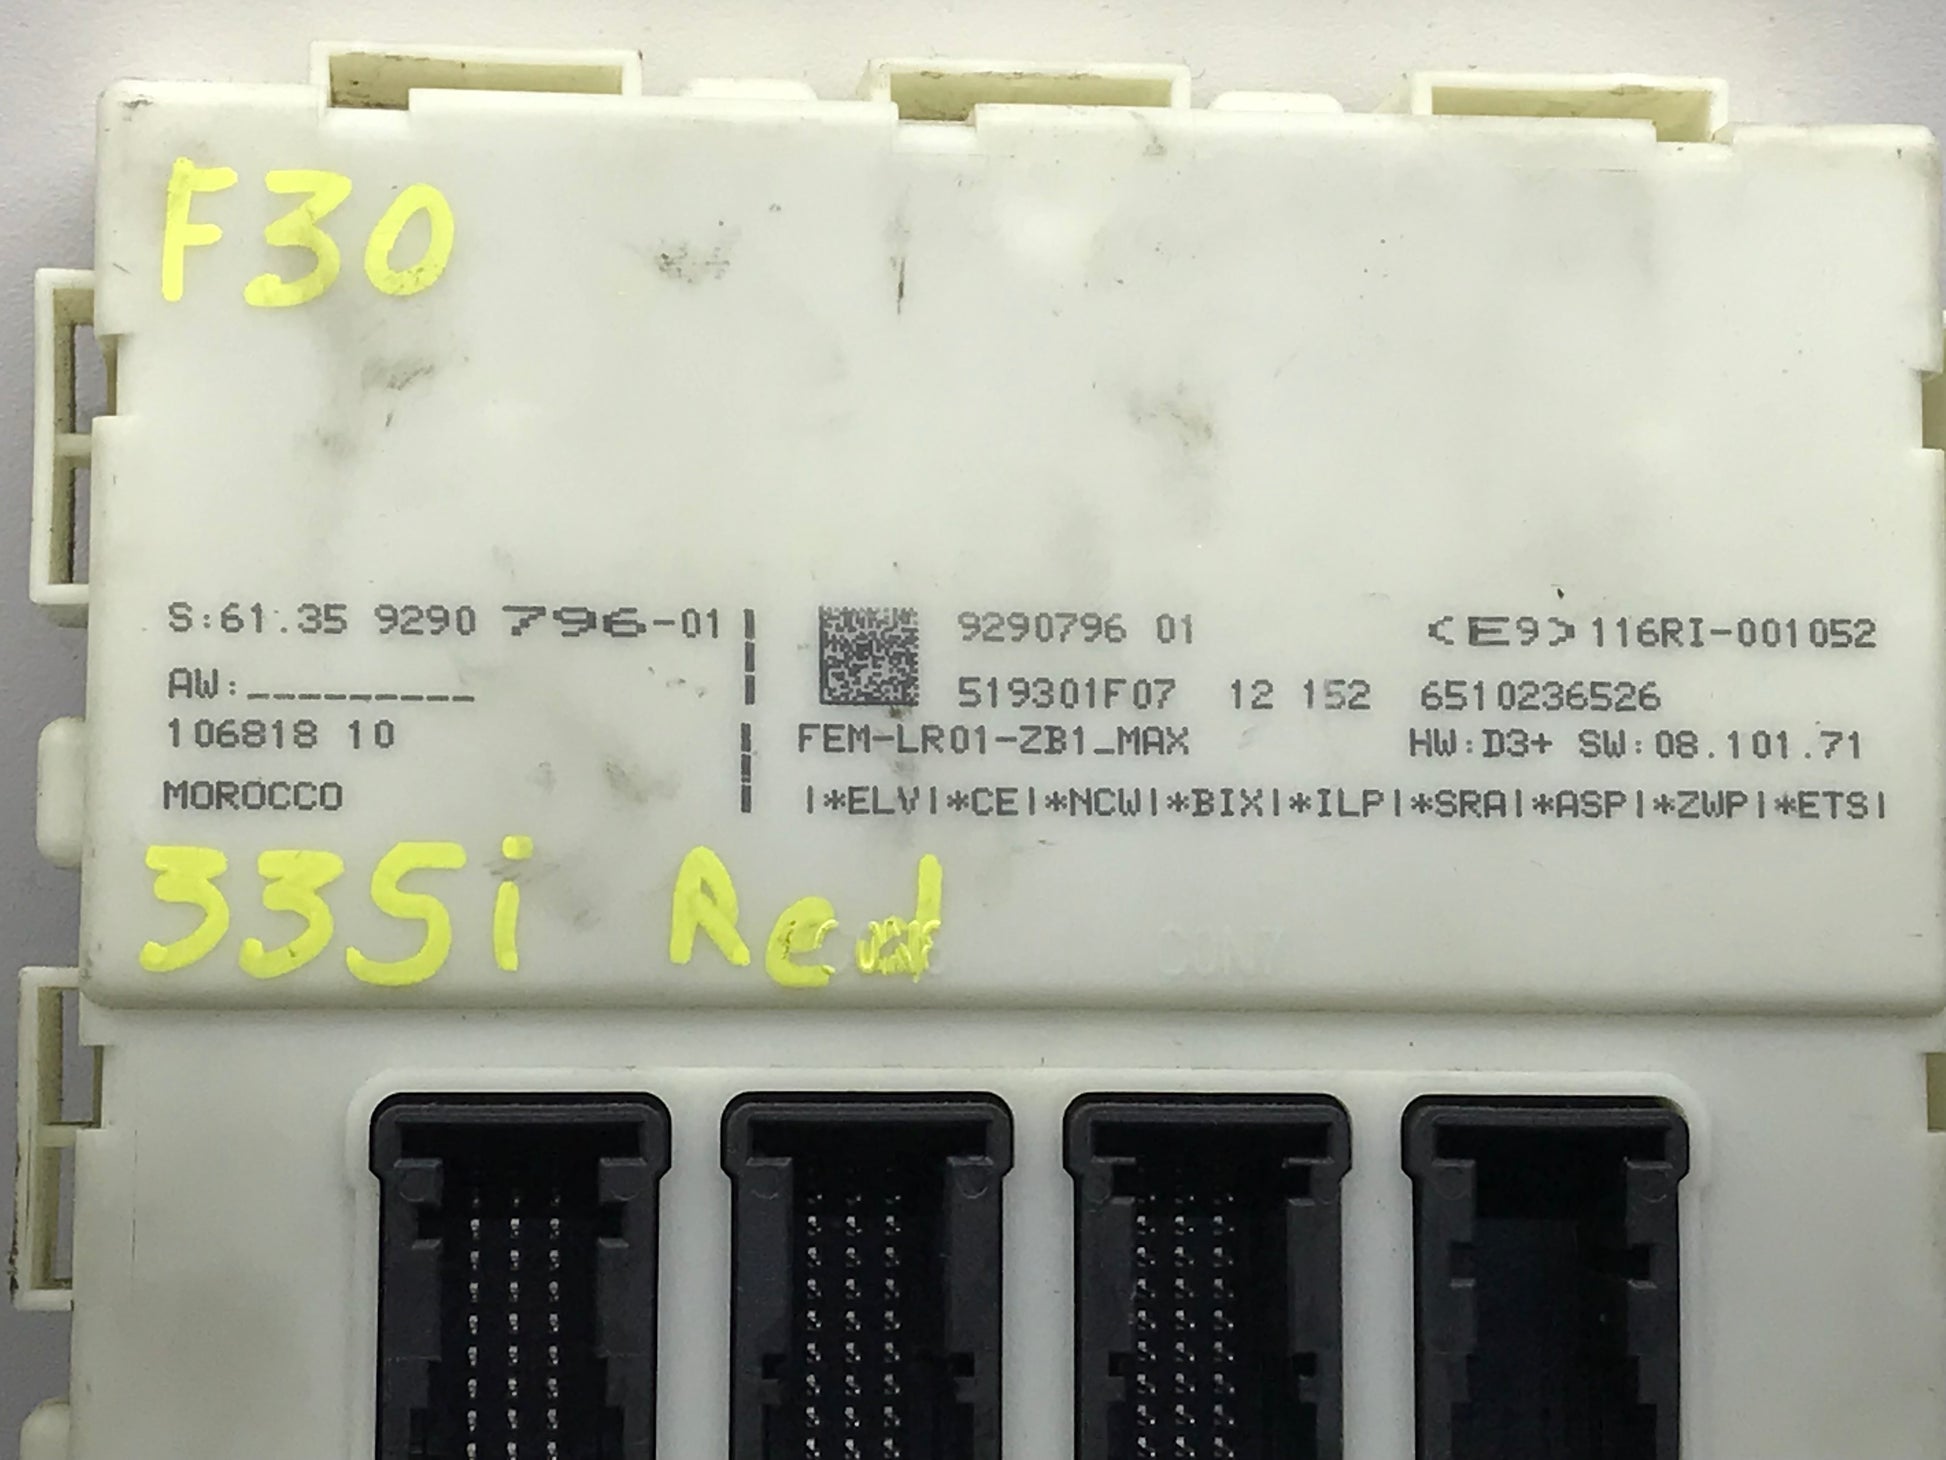 F30
S:61.35 9290 796-01
AW:_________
106818 10
MOROCCO
9290796 01
<E9>116RI-001052
519301F07 12 152 6510236526
FEM-LR01-ZB1_MAX
HW:D3+ SW:08.101.71
|*ELV|*CE|*NCW|*BIX|*ILP|*SRA|*ASP|*ZWP|*ETS|
335i Red
CON7